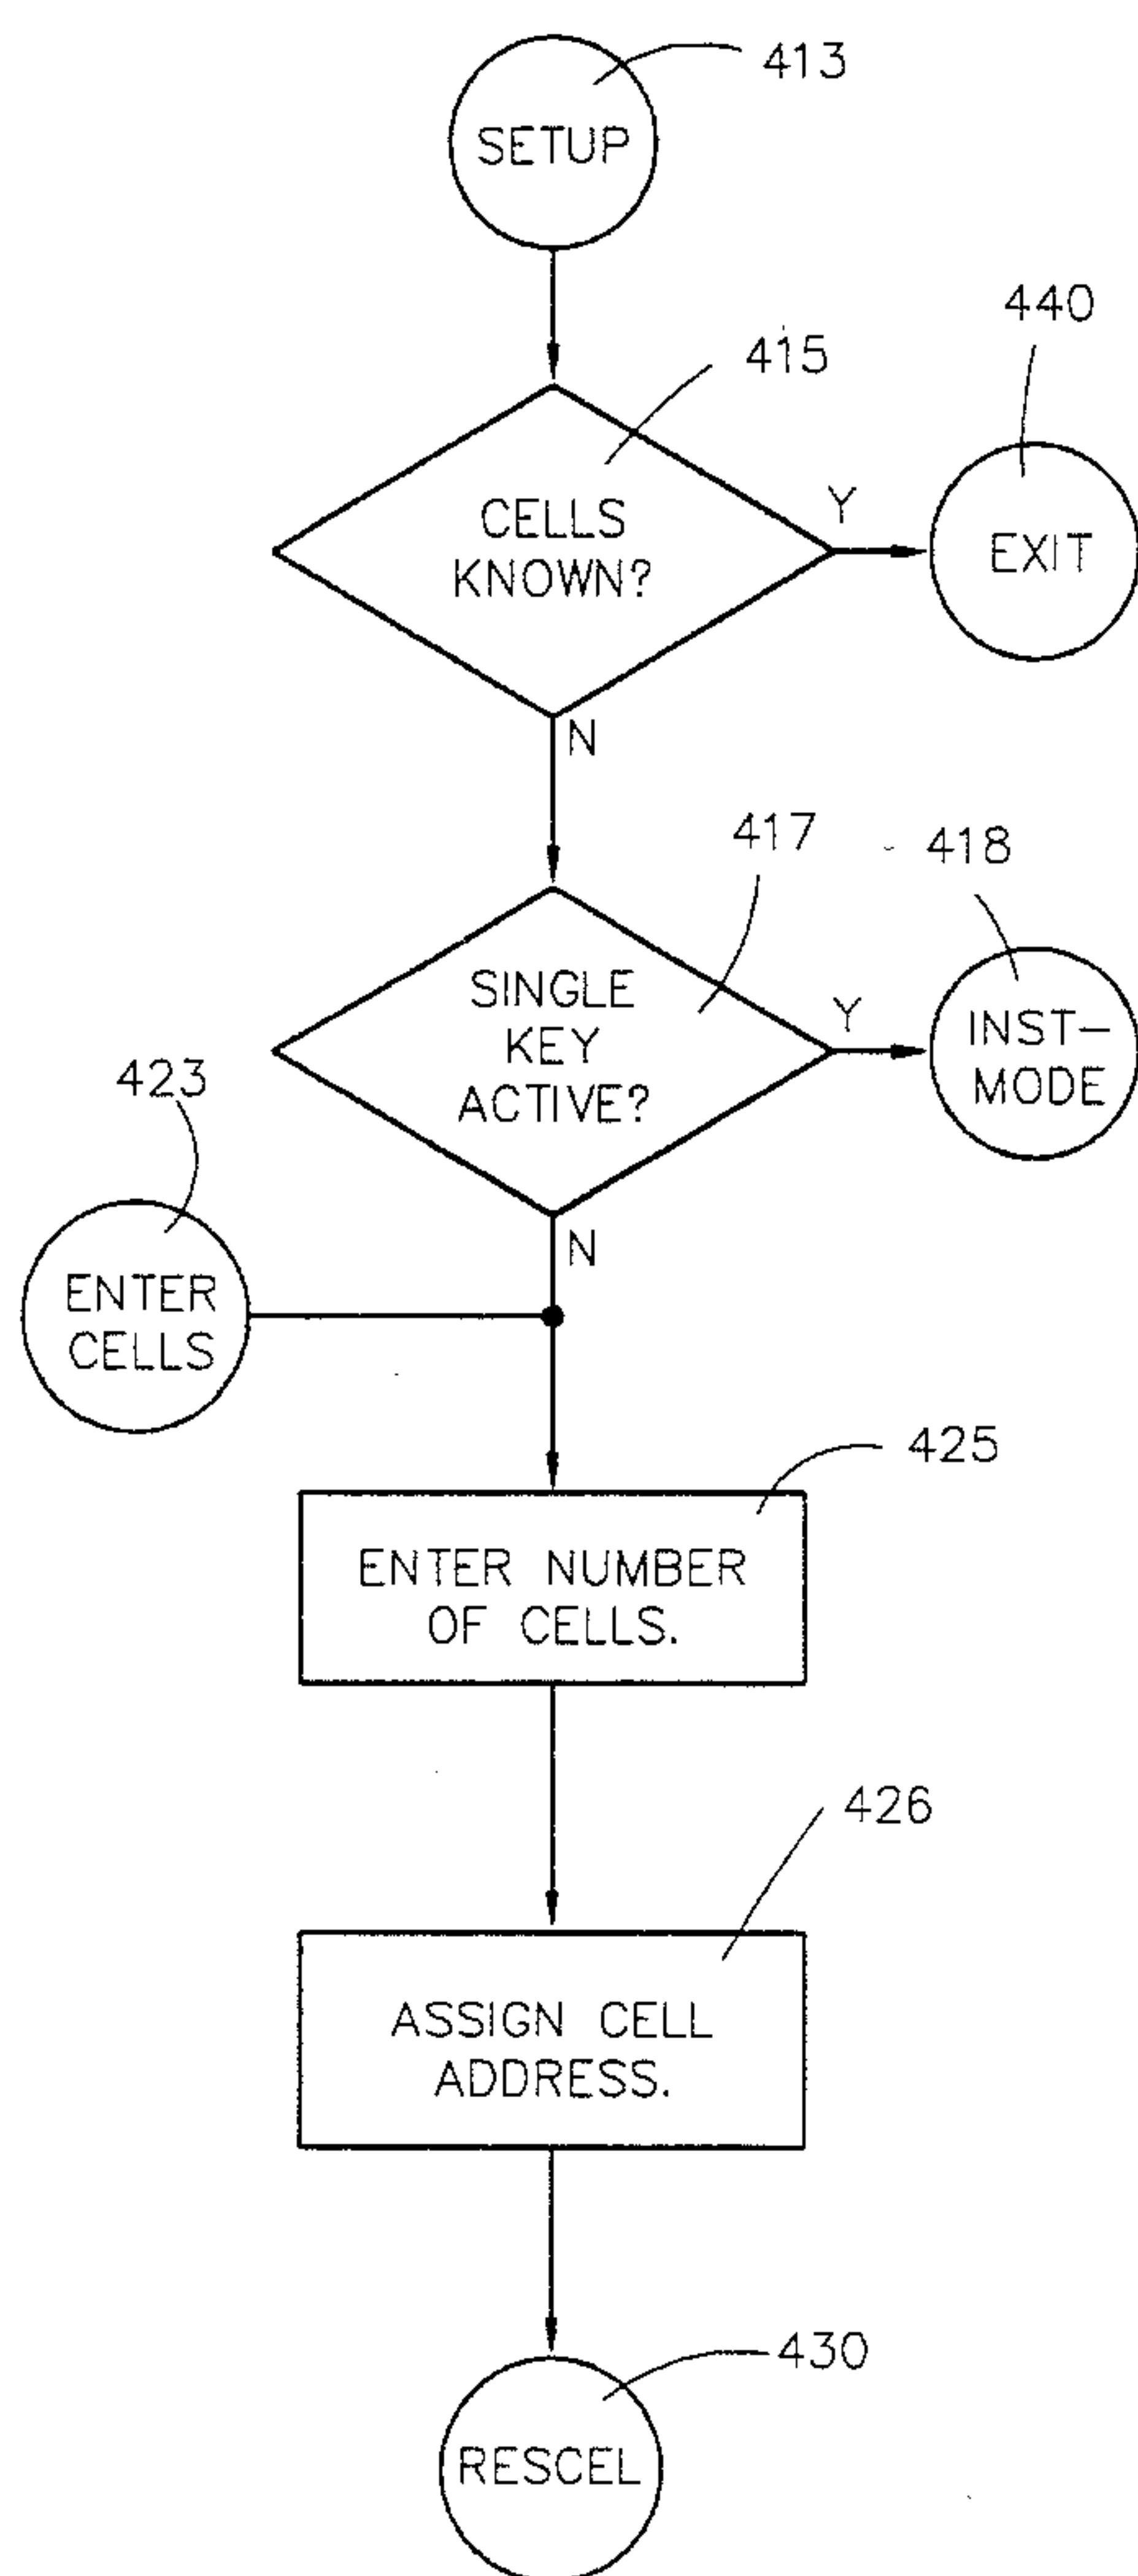 413
SETUP
440
415
CELLS
KNOWN?
Y
EXIT
N
417
418
SINGLE
KEY
ACTIVE?
Y
INST-
MODE
423
N
ENTER
CELLS
425
ENTER NUMBER
OF CELLS.
426
ASSIGN CELL
ADDRESS.
430
RESCEL